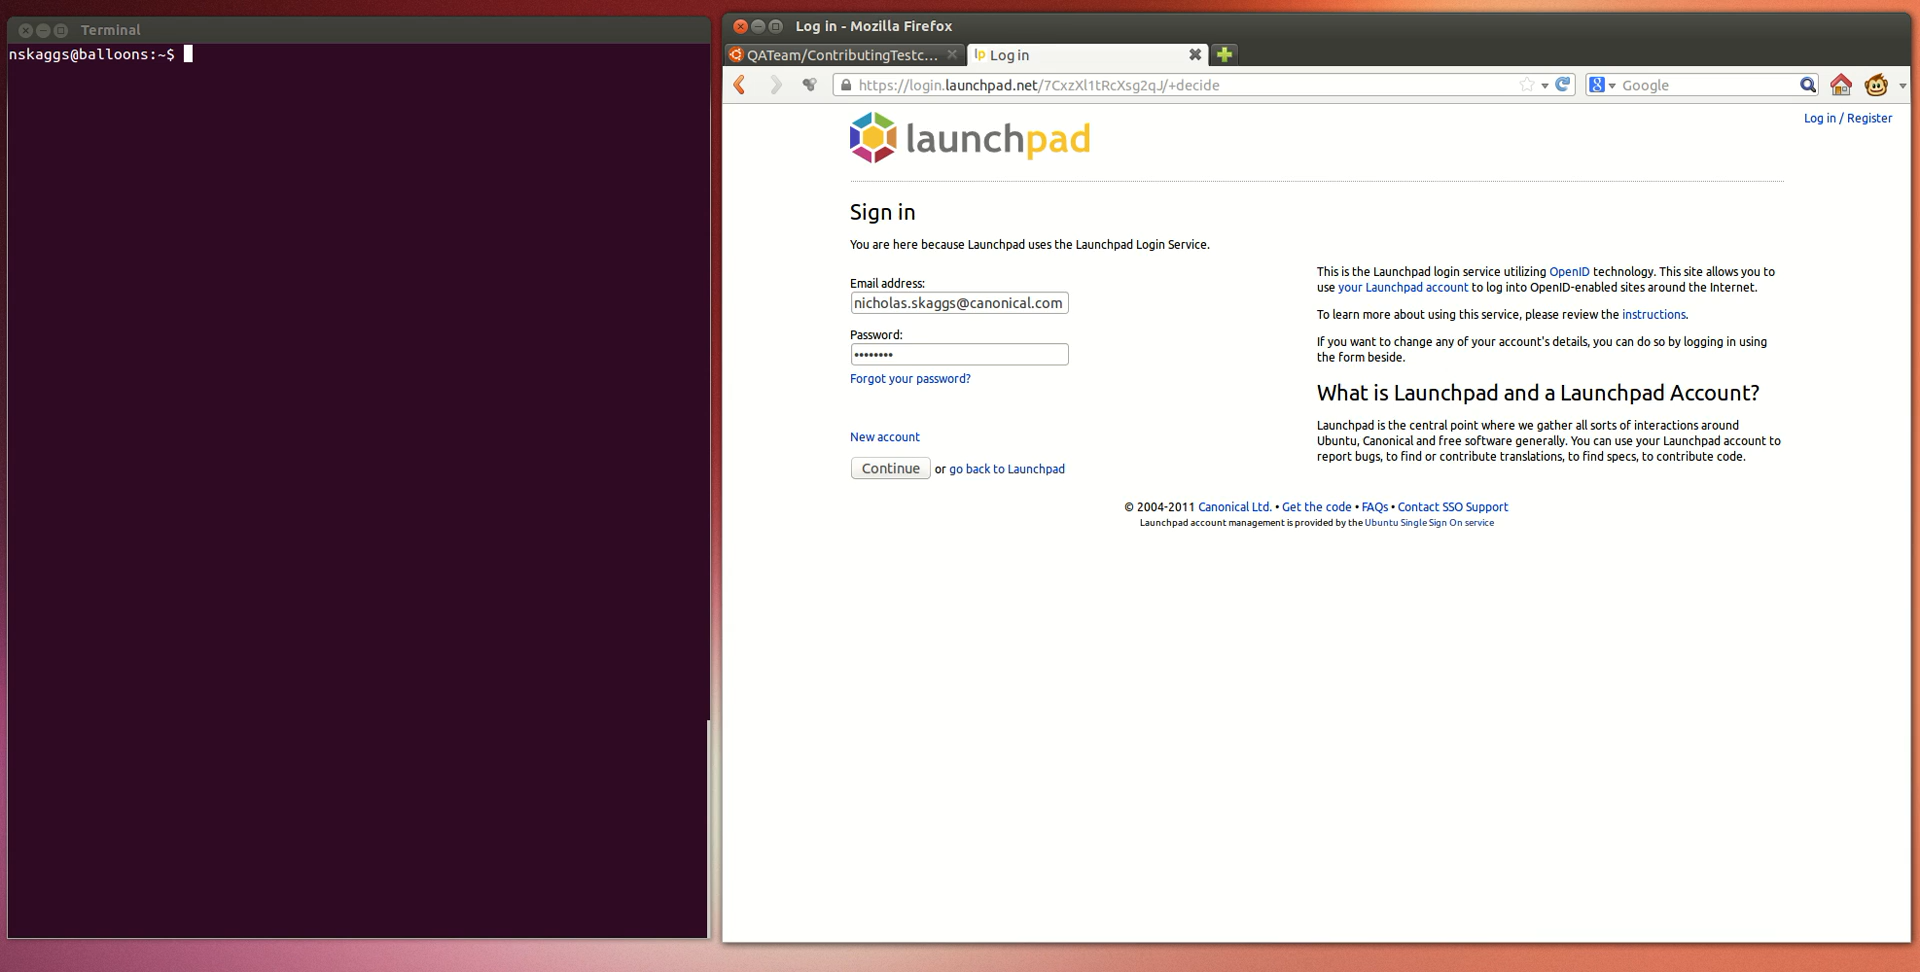 Terminal
nskaggs@balloons:~$
Log in - Mozilla Firefox
QATeam/ContributingTestc...
lp Log in
https://login.launchpad.net/7CxzXl1tRcXsg2qJ/+decide
8 Google
Log in / Register
launchpad
Sign in
You are here because Launchpad uses the Launchpad Login Service.
Email address:
nicholas.skaggs@canonical.com
Password:
••••••••
Forgot your password?
New account
Continue or go back to Launchpad
This is the Launchpad login service utilizing OpenID technology. This site allows you to
use your Launchpad account to log into OpenID-enabled sites around the Internet.
To learn more about using this service, please review the instructions.
If you want to change any of your account's details, you can do so by logging in using
the form beside.
What is Launchpad and a Launchpad Account?
Launchpad is the central point where we gather all sorts of interactions around
Ubuntu, Canonical and free software generally. You can use your Launchpad account to
report bugs, to find or contribute translations, to find specs, to contribute code.
© 2004-2011 Canonical Ltd. • Get the code • FAQs • Contact SSO Support
Launchpad account management is provided by the Ubuntu Single Sign On service